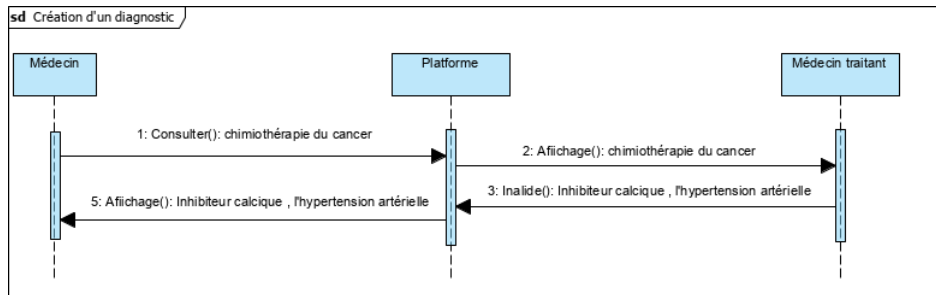 sd Création d'un diagnostic
Médecin
Platforme
Médecin traitant
1: Consulter(): chimiothérapie du cancer
2: Afiichage(): chimiothérapie du cancer
3: Inalide(): Inhibiteur calcique , l'hypertension artérielle
5: Afiichage(): Inhibiteur calcique , l'hypertension artérielle